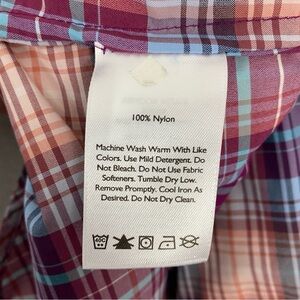 100% Nylon
Machine Wash Warm With Like
Colors. Use Mild Detergent. Do
Not Bleach. Do Not Use Fabric
Softeners. Tumble Dry Low.
Remove Promptly. Cool Iron As
Desired. Do Not Dry Clean.